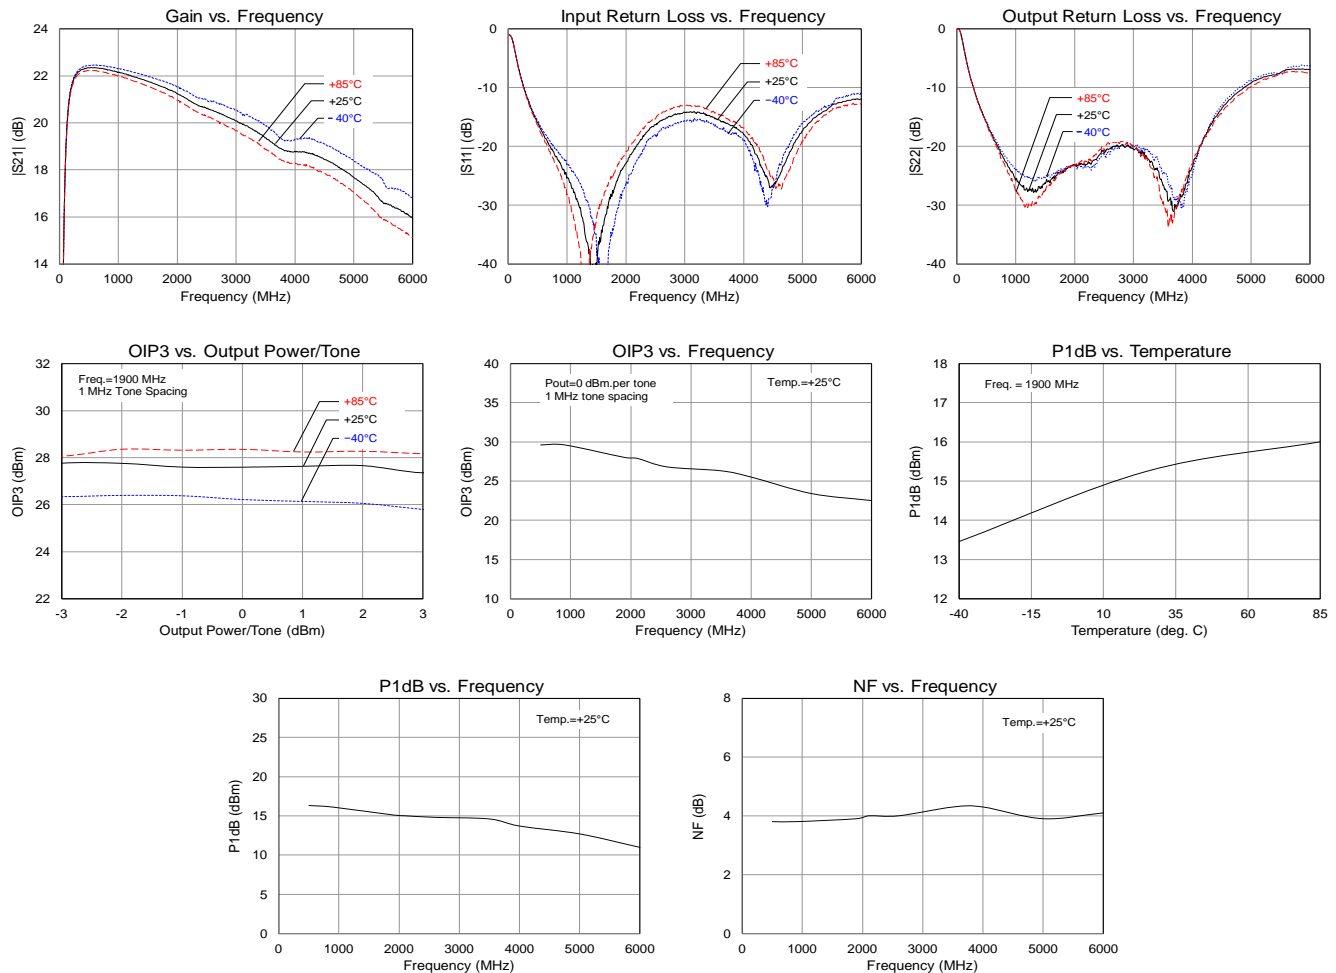 Gain vs. Frequency
|S21| (dB)
24
22
20
18
16
14
+85°C
+25°C
−40°C
0 1000 2000 3000 4000 5000 6000
Frequency (MHz)
Input Return Loss vs. Frequency
|S11| (dB)
0
-10
-20
-30
-40
+85°C
+25°C
−40°C
0 1000 2000 3000 4000 5000 6000
Frequency (MHz)
Output Return Loss vs. Frequency
|S22| (dB)
0
-10
-20
-30
-40
+85°C
+25°C
−40°C
0 1000 2000 3000 4000 5000 6000
Frequency (MHz)
OIP3 vs. Output Power/Tone
OIP3 (dBm)
32
30
28
26
24
22
Freq.=1900 MHz
1 MHz Tone Spacing
+85°C
+25°C
−40°C
-3 -2 -1 0 1 2 3
Output Power/Tone (dBm)
OIP3 vs. Frequency
OIP3 (dBm)
40
35
30
25
20
15
10
Pout=0 dBm.per tone
1 MHz tone spacing
Temp.=+25°C
0 1000 2000 3000 4000 5000 6000
Frequency (MHz)
P1dB vs. Temperature
P1dB (dBm)
18
17
16
15
14
13
12
Freq. = 1900 MHz
-40 -15 10 35 60 85
Temperature (deg. C)
P1dB vs. Frequency
P1dB (dBm)
30
25
20
15
10
5
0
Temp.=+25°C
0 1000 2000 3000 4000 5000 6000
Frequency (MHz)
NF vs. Frequency
NF (dB)
8
6
4
2
0
Temp.=+25°C
0 1000 2000 3000 4000 5000 6000
Frequency (MHz)